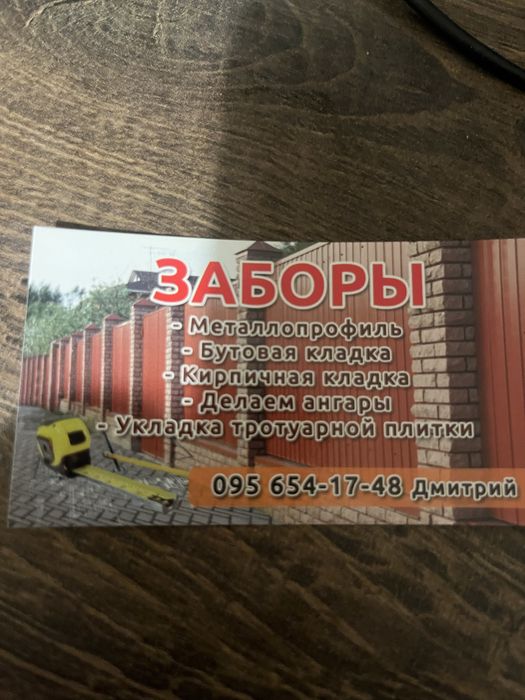 ЗАБОРЫ
- Металлопрофиль
- Бутовая кладка
- Кирпичная кладка
- Делаем ангары
- Укладка тротуарной плитки
095 654-17-48 Дмитрий